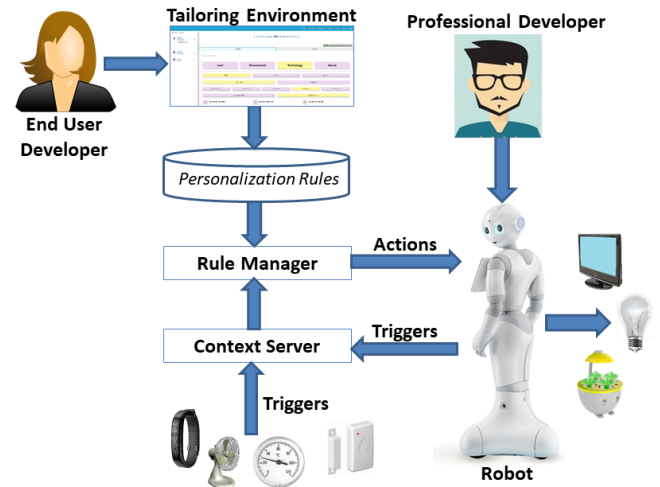 Tailoring Environment
Professional Developer
End User
Developer
Personalization Rules
Rule Manager
Actions
Context Server
Triggers
Triggers
Robot